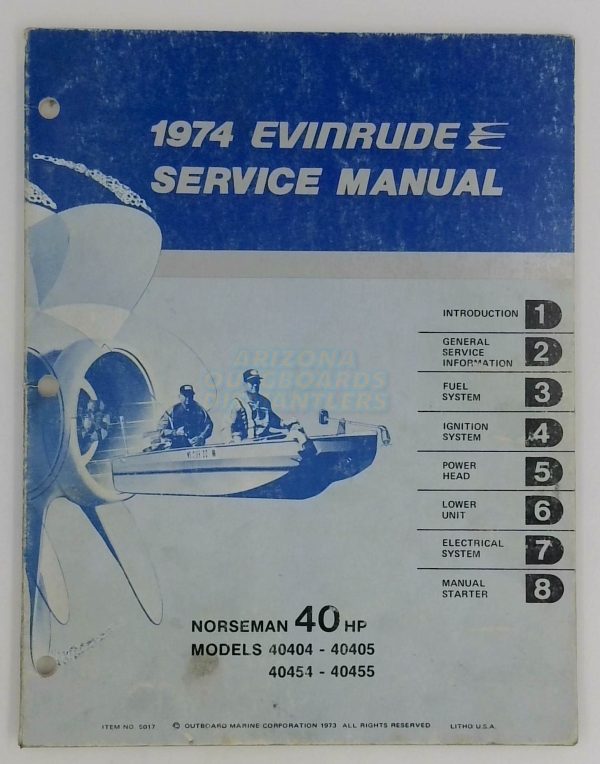 1974 EVINRUDE
SERVICE MANUAL
ARIZONA
OUTBOARDS
DISMANTLERS
INTRODUCTION 1
GENERAL
SERVICE
INFORMATION 2
FUEL
SYSTEM 3
IGNITION
SYSTEM 4
POWER
HEAD 5
LOWER
UNIT 6
ELECTRICAL
SYSTEM 7
MANUAL
STARTER 8
NORSEMAN 40 HP
MODELS 40404 - 40405
40454 - 40455
ITEM NO. 5017 © OUTBOARD MARINE CORPORATION 1973 ALL RIGHTS RESERVED LITHO: U.S.A.